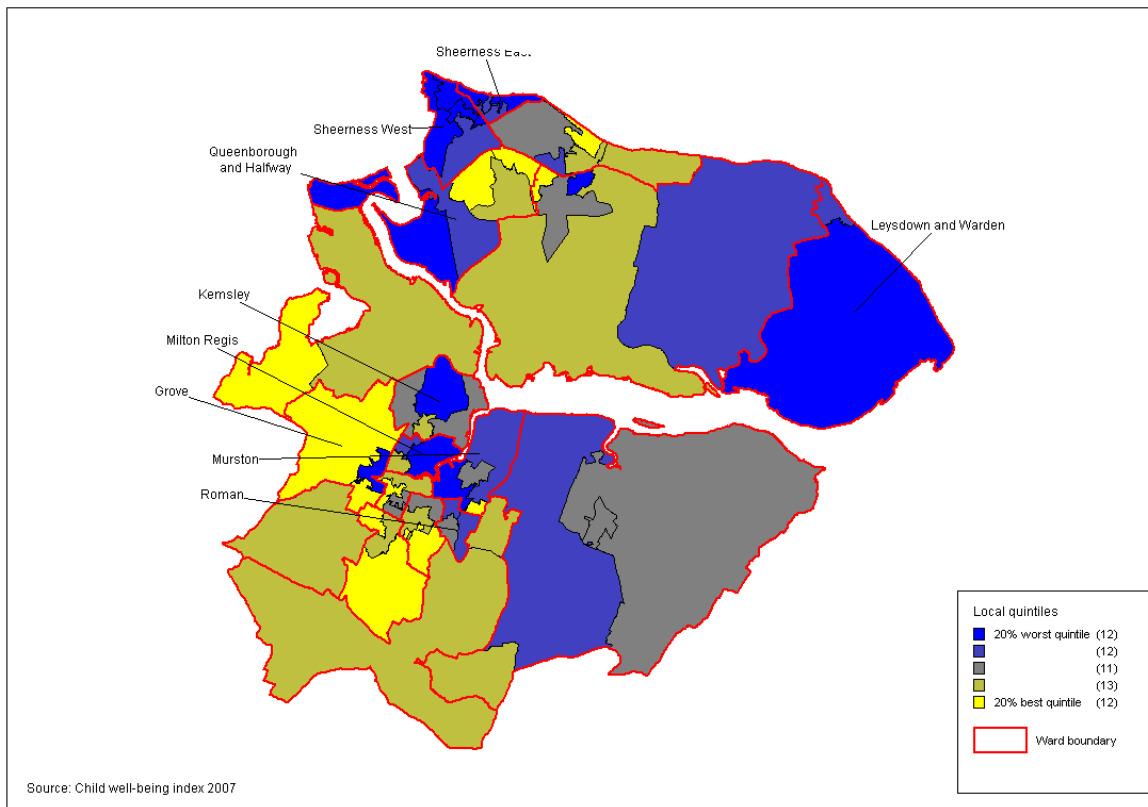 Sheerness East
Sheerness West
Queenborough
and Halfway
Leysdown and Warden
Kemsley
Milton Regis
Grove
Murston
Roman
Local quintiles
20% worst quintile (12)
(12)
(11)
(13)
20% best quintile (12)
Ward boundary
Source: Child well-being index 2007